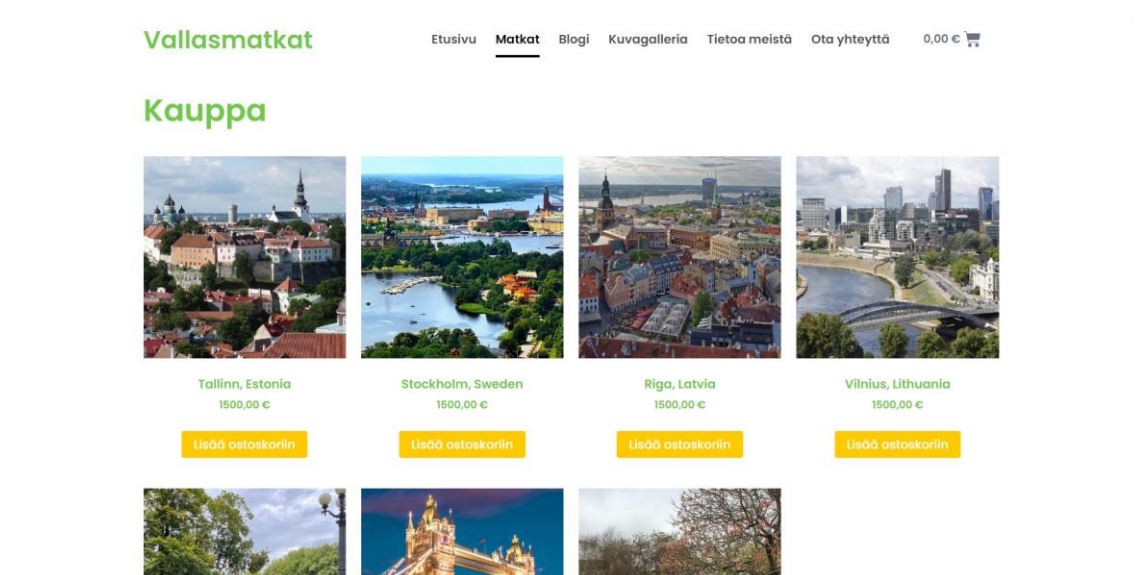 Vallasmatkat
Etusivu Matkat Blogi Kuvagalleria Tietoa meistä Ota yhteyttä 0,00 €
Kauppa
Tallinn, Estonia Stockholm, Sweden Riga, Latvia Vilnius, Lithuania
1500,00 € 1500,00 € 1500,00 € 1500,00 €
Lisää ostoskoriin Lisää ostoskoriin Lisää ostoskoriin Lisää ostoskoriin